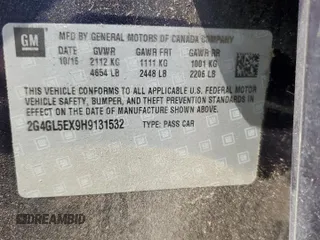 GM
MFD BY GENERAL MOTORS OF CANADA COMPANY
10/16 GVWR GAWR FRT GAWR RR
2112 KG 1111 KG 1001 KG
4654 LB 2448 LB 2206 LB
THIS VEHICLE CONFORMS TO ALL APPLICABLE U.S. FEDERAL MOTOR
VEHICLE SAFETY, BUMPER, AND THEFT PREVENTION STANDARDS IN
EFFECT ON THE DATE OF MANUFACTURE SHOWN ABOVE.
2G4GL5EX9H9131532 TYPE: PASS CAR
DREAMBID